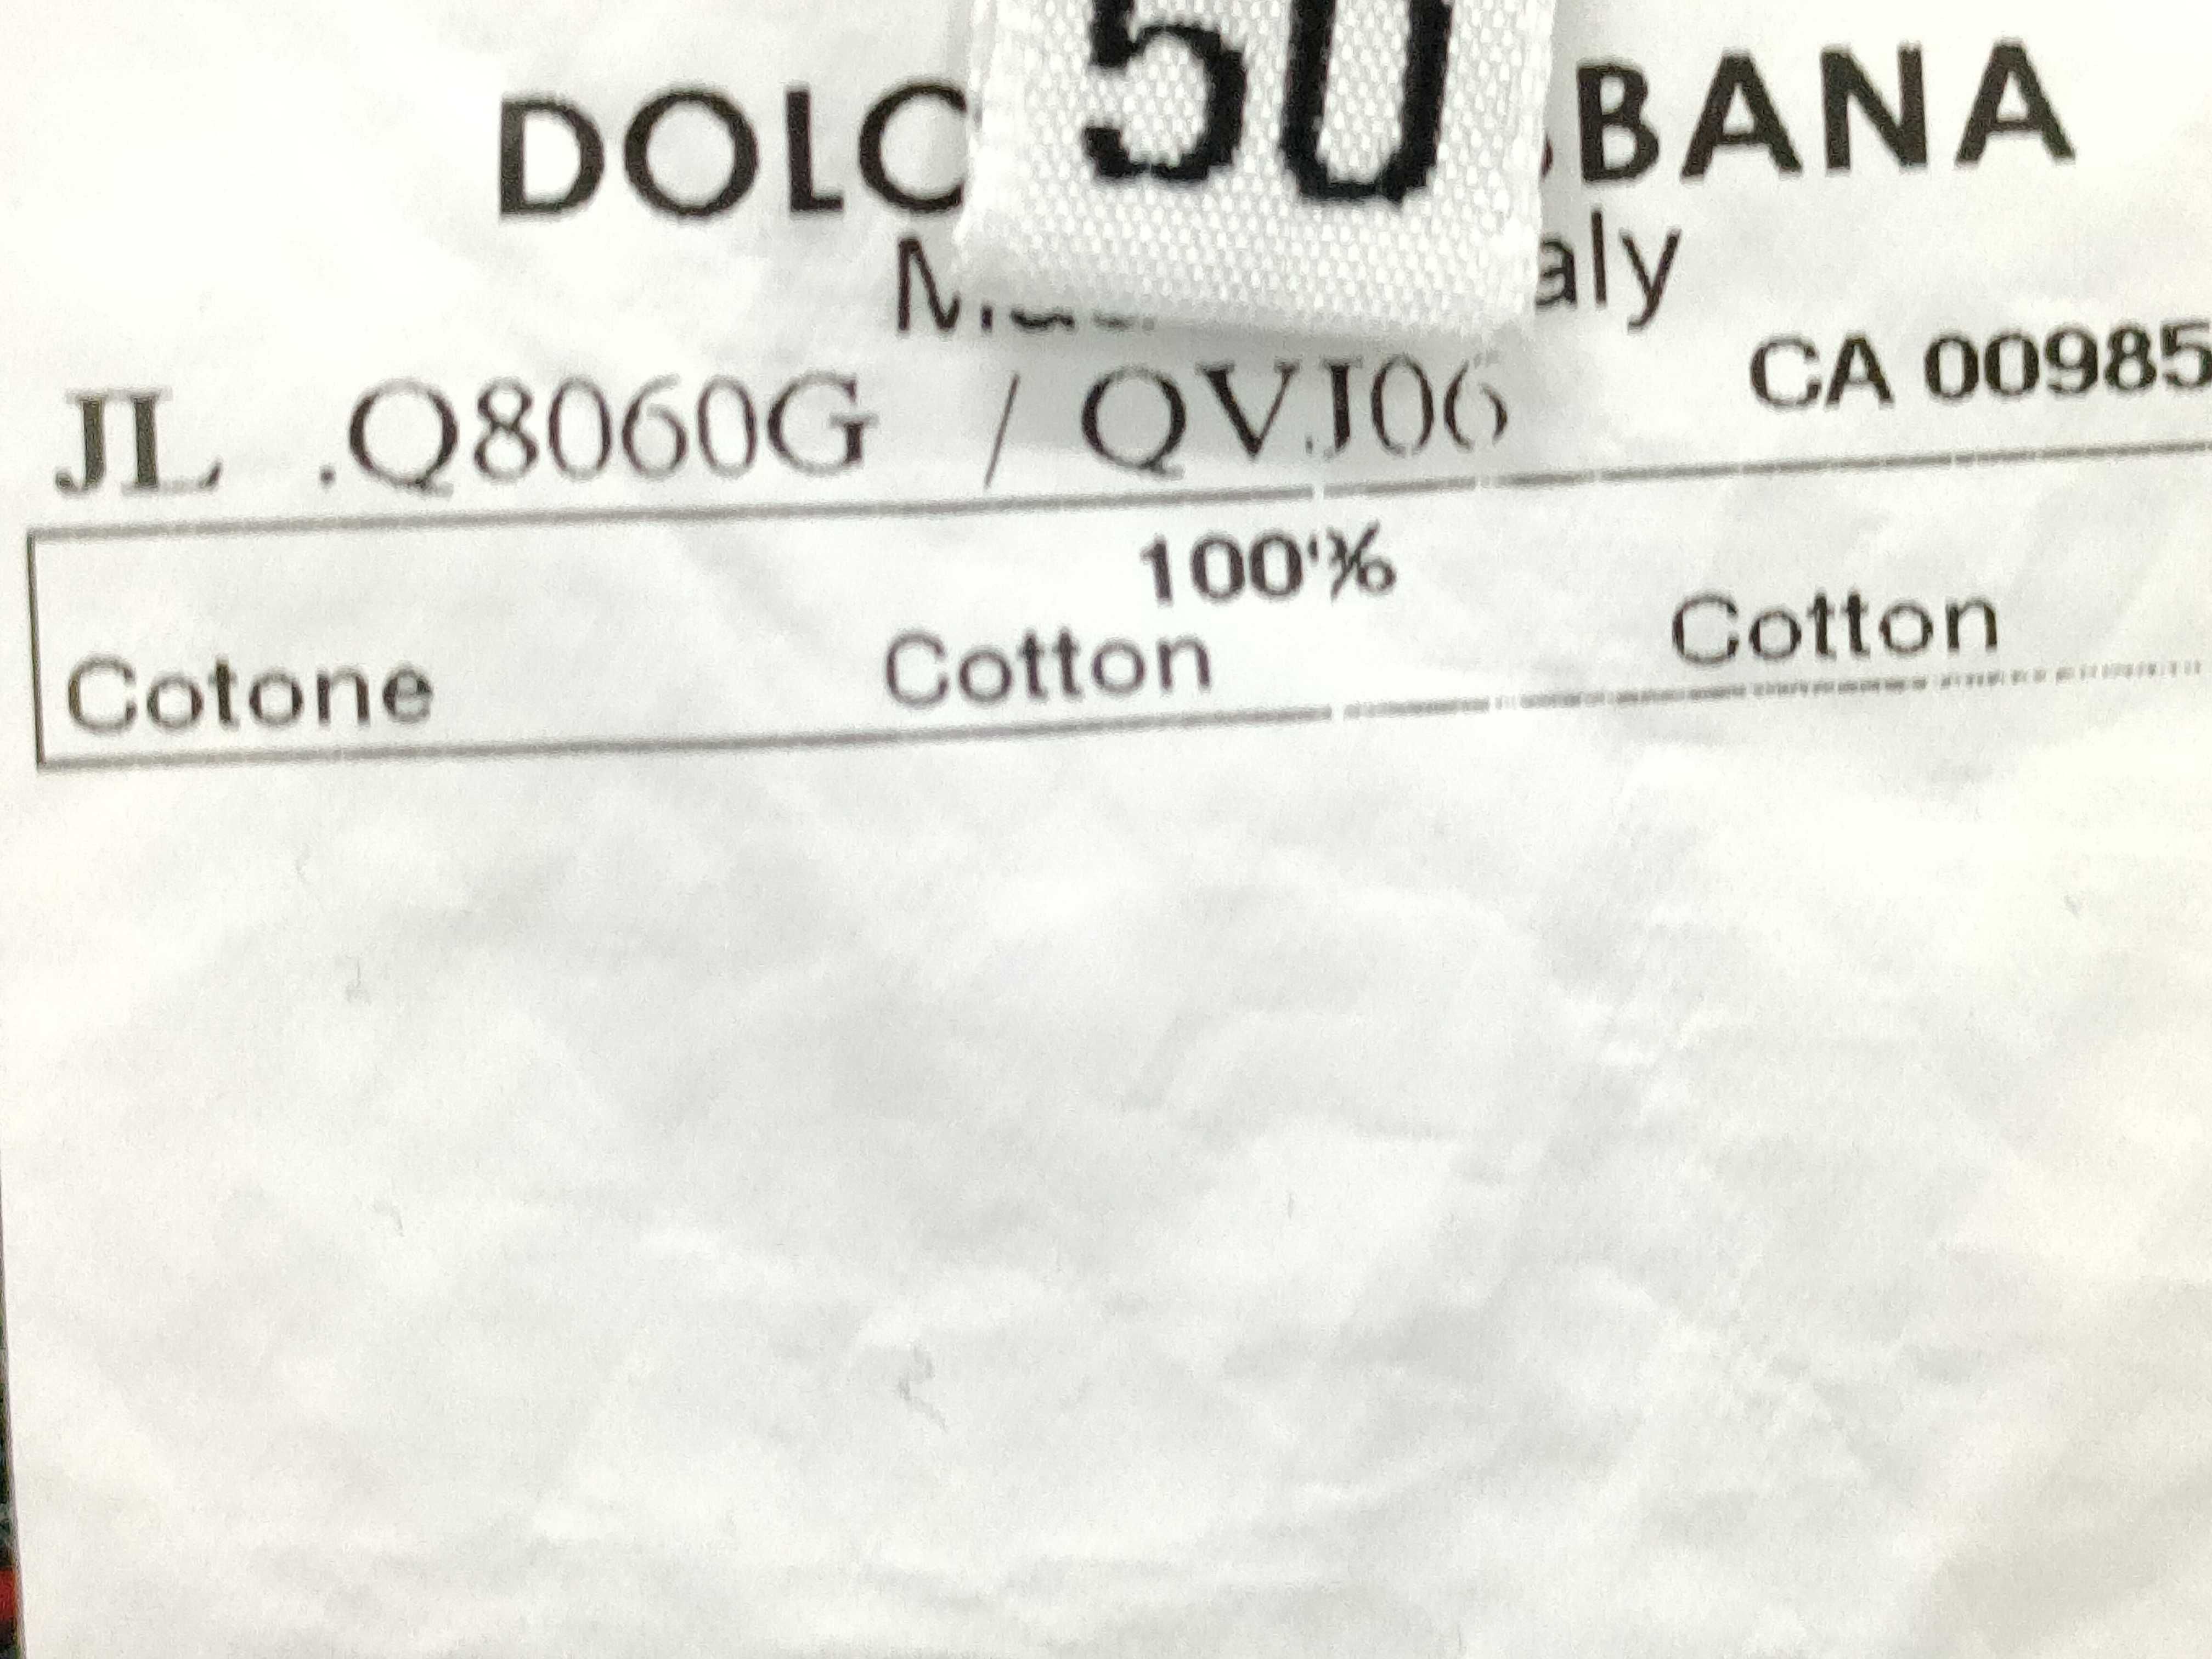 50
DOLC BANA
aly
CA 00985
JL .Q8060G / QVJ06
100%
Cotone Cotton Cotton